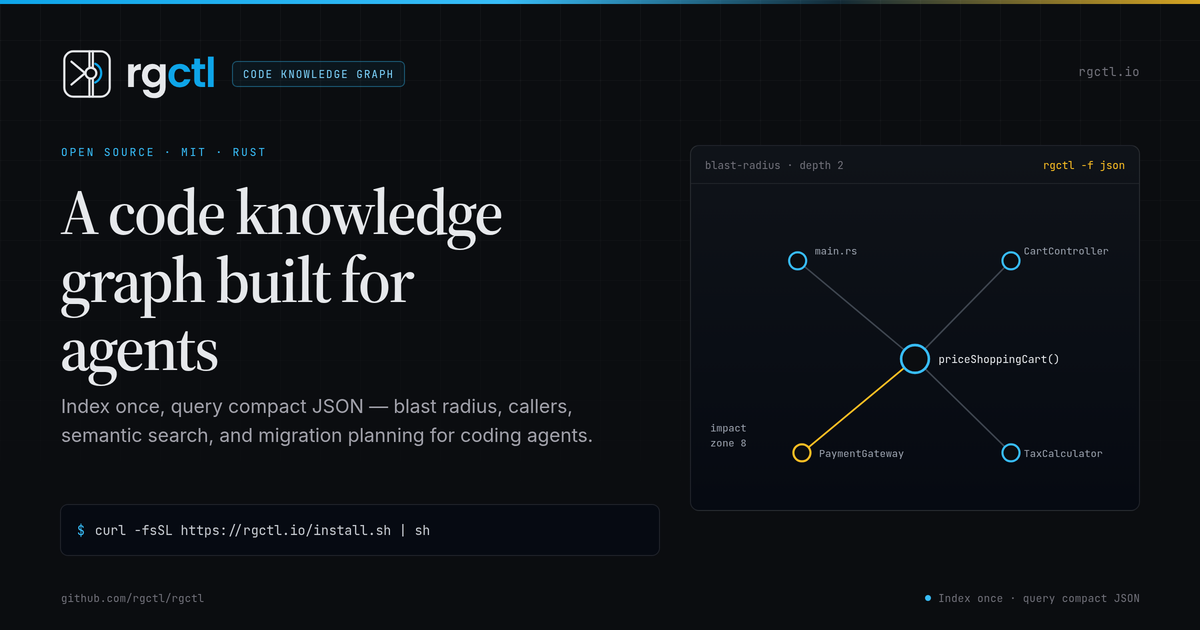 rgctl
CODE KNOWLEDGE GRAPH
rgctl.io
OPEN SOURCE · MIT · RUST
A code knowledge
graph built for
agents
Index once, query compact JSON — blast radius, callers,
semantic search, and migration planning for coding agents.
$ curl -fsSL https://rgctl.io/install.sh | sh
blast-radius · depth 2
rgctl -f json
main.rs
CartController
priceShoppingCart()
impact
zone 8
PaymentGateway
TaxCalculator
github.com/rgctl/rgctl
Index once · query compact JSON